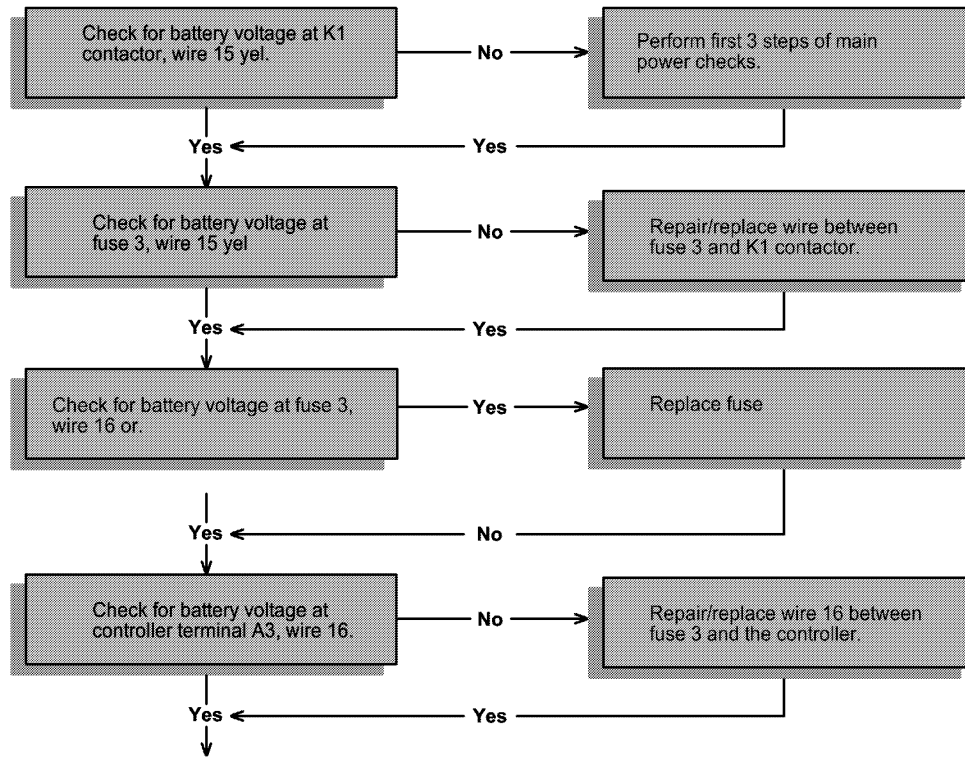 Check for battery voltage at K1
contactor, wire 15 yel.
No
Perform first 3 steps of main
power checks.
Yes
Yes
Check for battery voltage at
fuse 3, wire 15 yel
No
Repair/replace wire between
fuse 3 and K1 contactor.
Yes
Yes
Check for battery voltage at fuse 3,
wire 16 or.
Yes
Replace fuse
Yes
No
Check for battery voltage at
controller terminal A3, wire 16.
No
Repair/replace wire 16 between
fuse 3 and the controller.
Yes
Yes